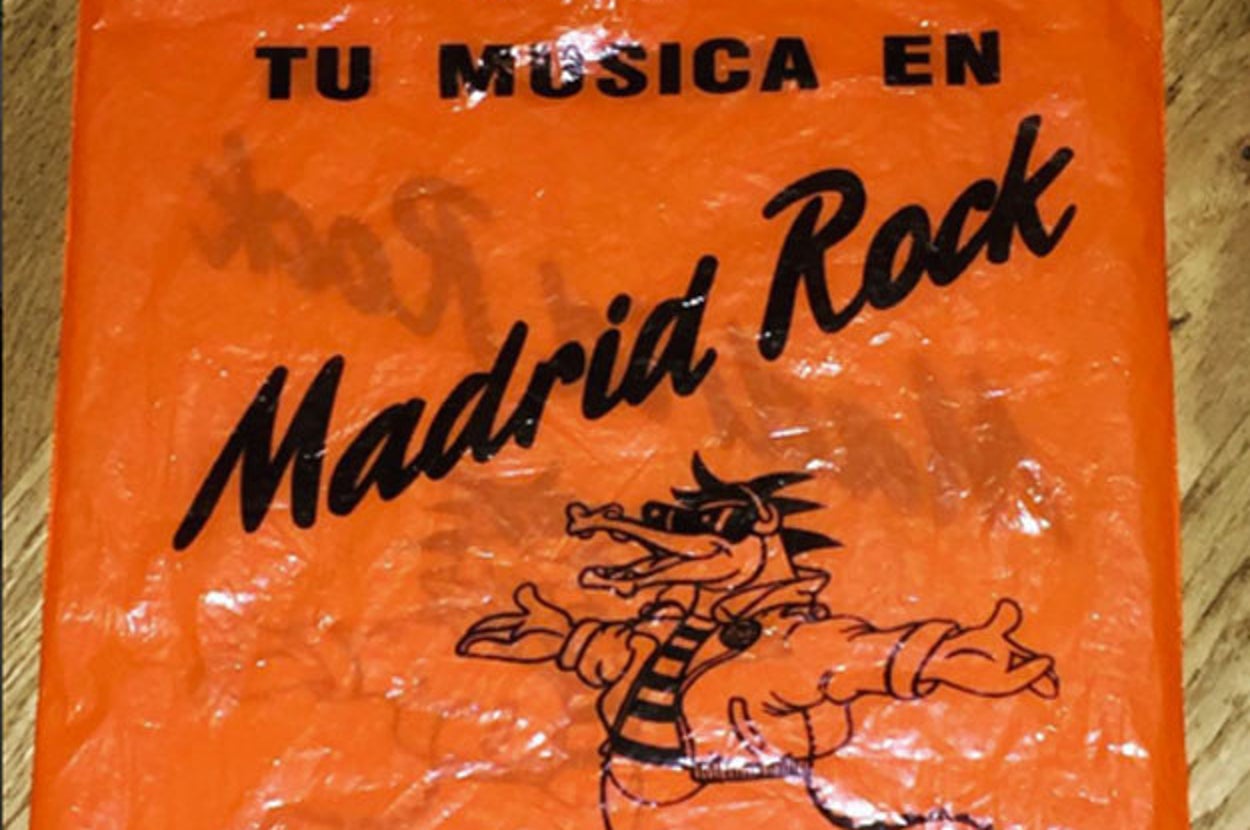 TU MUSICA EN
Madrid Rock